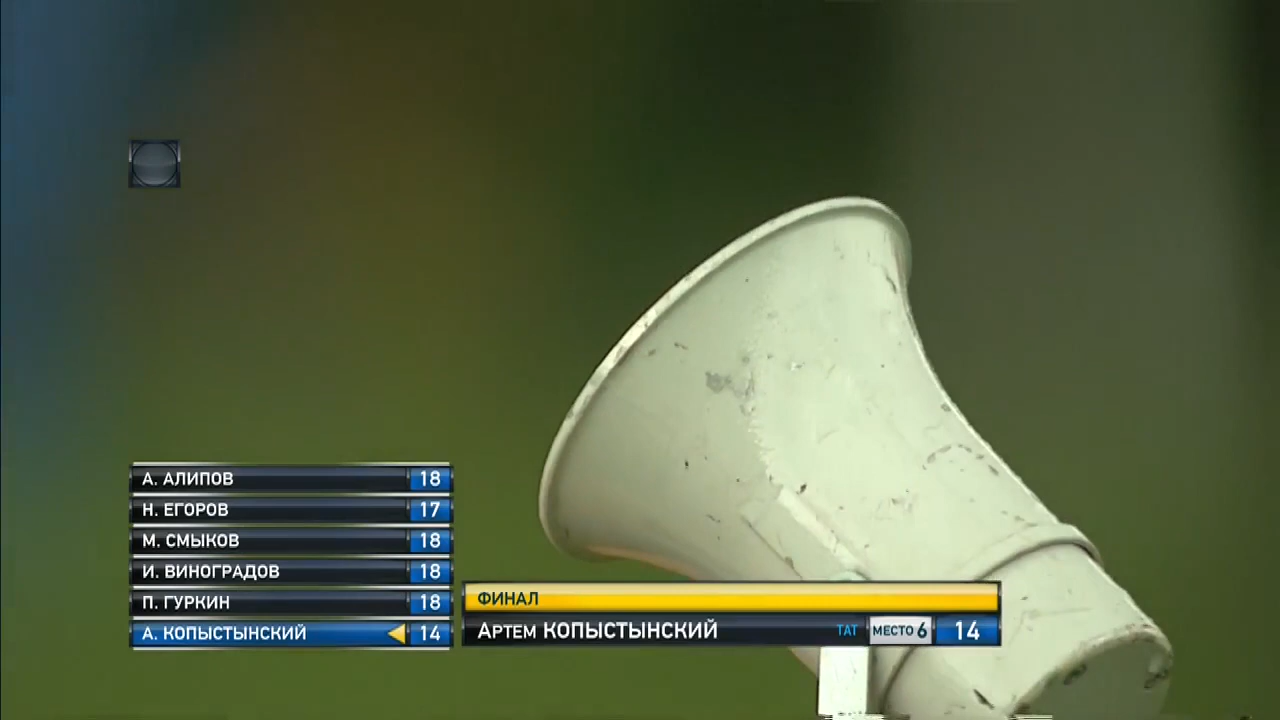 А. АЛИПОВ 18
Н. ЕГОРОВ 17
М. СМЫКОВ 18
И. ВИНОГРАДОВ 18
П. ГУРКИН 18
А. КОПЫСТЫНСКИЙ 14
ФИНАЛ
АРТЕМ КОПЫСТЫНСКИЙ ТАТ МЕСТО 6 14